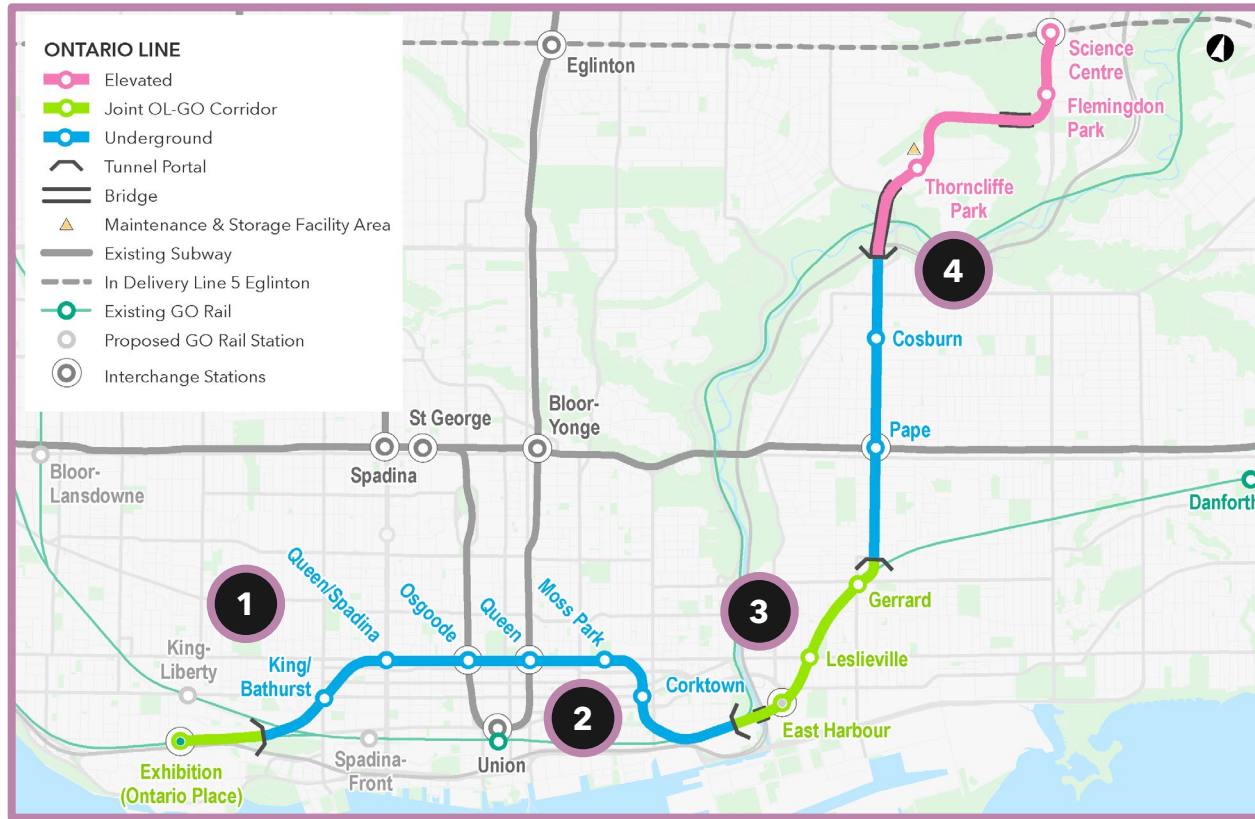 ONTARIO LINE
Elevated
Joint OL-GO Corridor
Underground
Tunnel Portal
Bridge
Maintenance & Storage Facility Area
Existing Subway
In Delivery Line 5 Eglinton
Existing GO Rail
Proposed GO Rail Station
Interchange Stations
Eglinton
Science
Centre
Flemingdon
Park
Thorncliffe
Park
4
Cosburn
St George
Bloor-
Yonge
Pape
Spadina
Bloor-
Lansdowne
Danforth
1
Queen/Spadina
Osgoode
Queen
Moss Park
3
Gerrard
King-
Liberty
King/
Bathurst
Leslieville
Corktown
2
East Harbour
Exhibition
(Ontario Place)
Spadina-
Front
Union